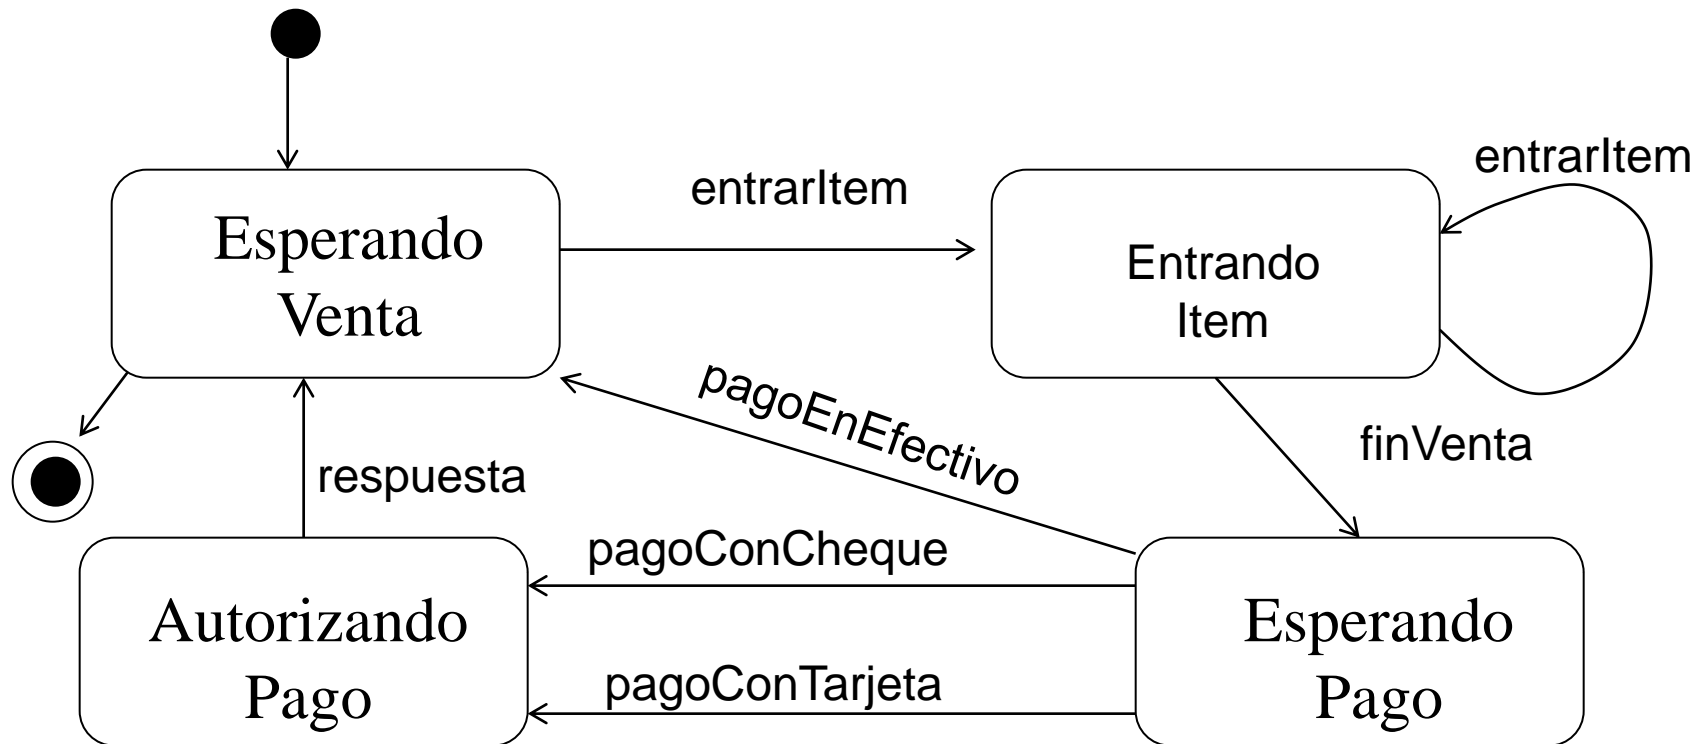 entrarItem
entrarItem
Esperando
Venta
Entrando
Item
pagoEnEfectivo
finVenta
respuesta
pagoConCheque
Autorizando
Pago
Esperando
Pago
pagoConTarjeta